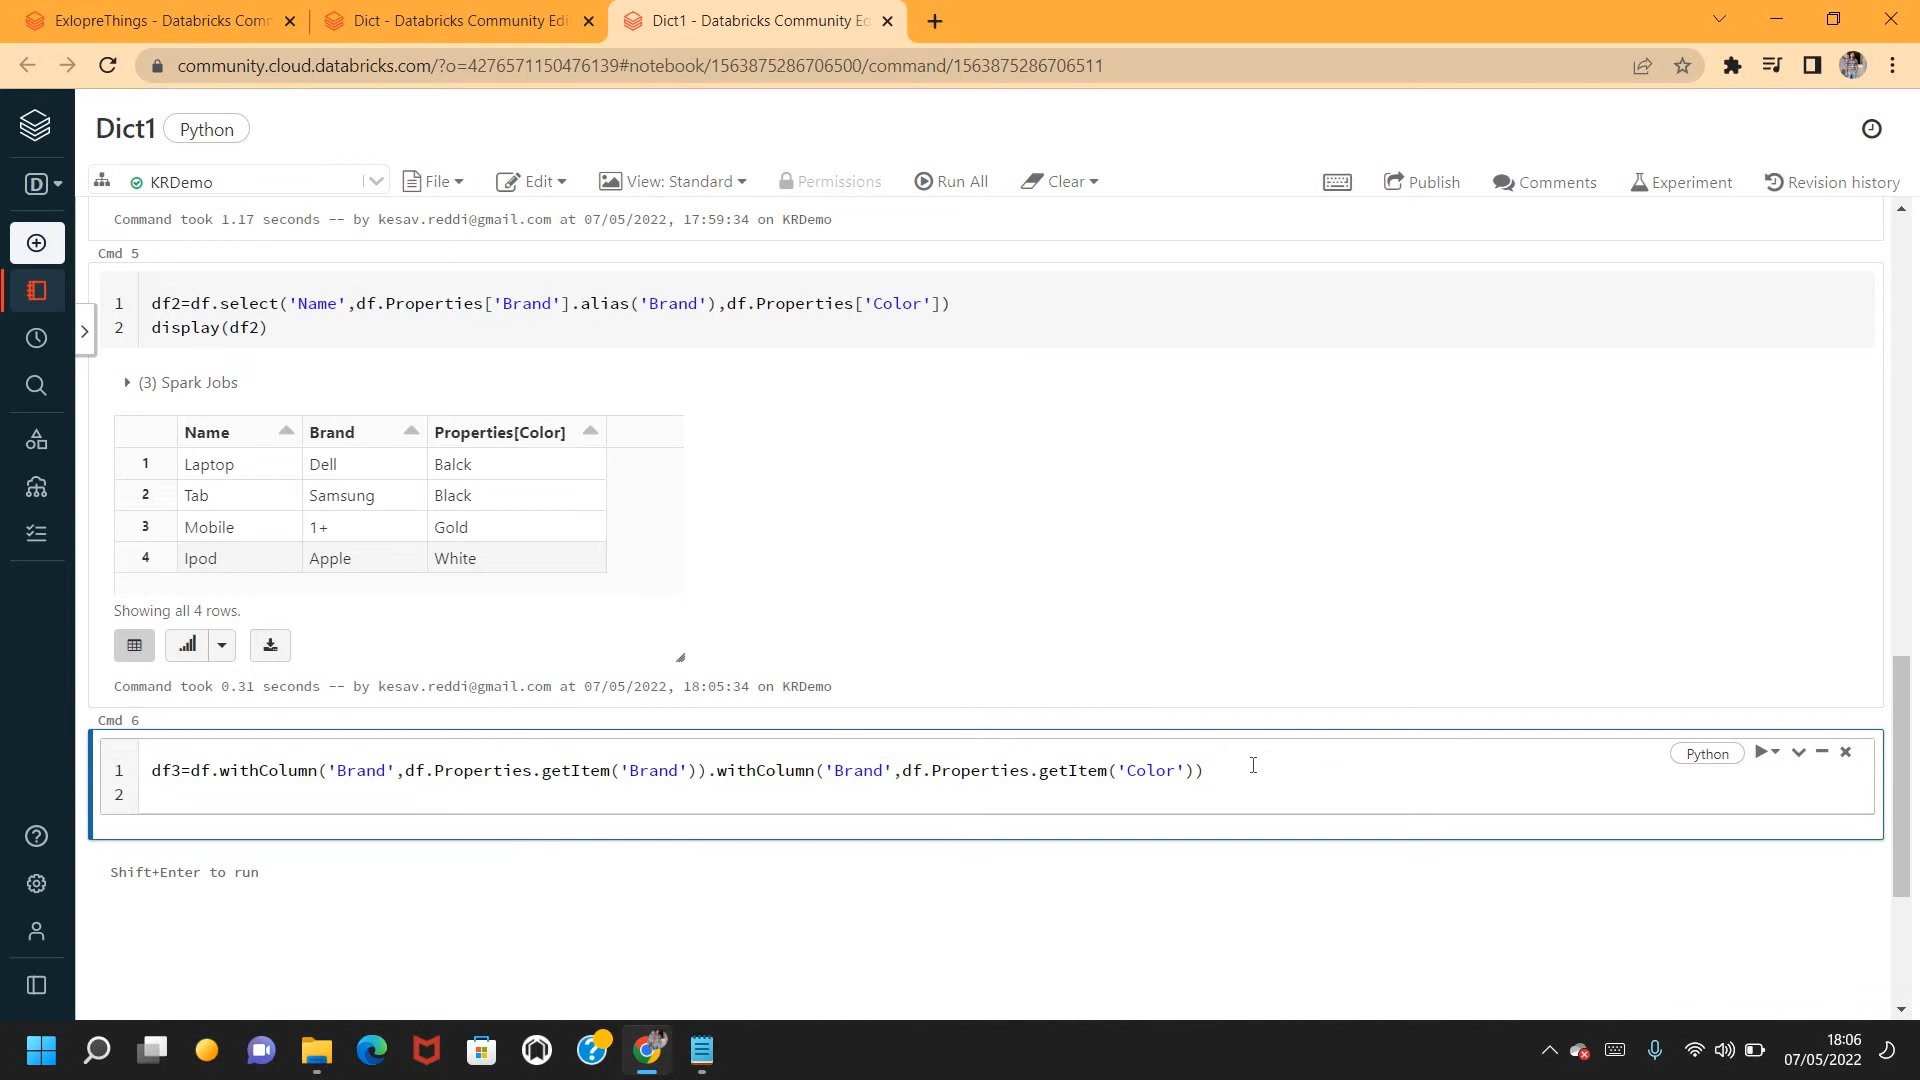 ExlopreThings - Databricks Comm
Dict - Databricks Community Edi
Dict1 - Databricks Community Ed
community.cloud.databricks.com/?o=4276571150476139#notebook/1563875286706500/command/1563875286706511
Dict1 Python
D
KRDemo
File
Edit
View: Standard
Permissions
Run All
Clear
Publish
Comments
Experiment
Revision history
Command took 1.17 seconds -- by kesav.reddi@gmail.com at 07/05/2022, 17:59:34 on KRDemo
Cmd 5
1 df2=df.select('Name',df.Properties['Brand'].alias('Brand'),df.Properties['Color'])
2 display(df2)
(3) Spark Jobs
Name Brand Properties[Color]
1 Laptop Dell Balck
2 Tab Samsung Black
3 Mobile 1+ Gold
4 Ipod Apple White
Showing all 4 rows.
Command took 0.31 seconds -- by kesav.reddi@gmail.com at 07/05/2022, 18:05:34 on KRDemo
Cmd 6
Python
1 df3=df.withColumn('Brand',df.Properties.getItem('Brand')).withColumn('Brand',df.Properties.getItem('Color'))
2
Shift+Enter to run
18:06
07/05/2022